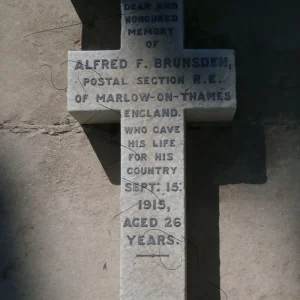 DEAR AND
HONOURED
MEMORY
OF
ALFRED F. BRUNSDEN,
POSTAL SECTION R.E.
OF MARLOW-ON-THAMES
ENGLAND.
WHO GAVE
HIS LIFE
FOR HIS
COUNTRY
SEPT: 15
1915,
AGED 26
YEARS.